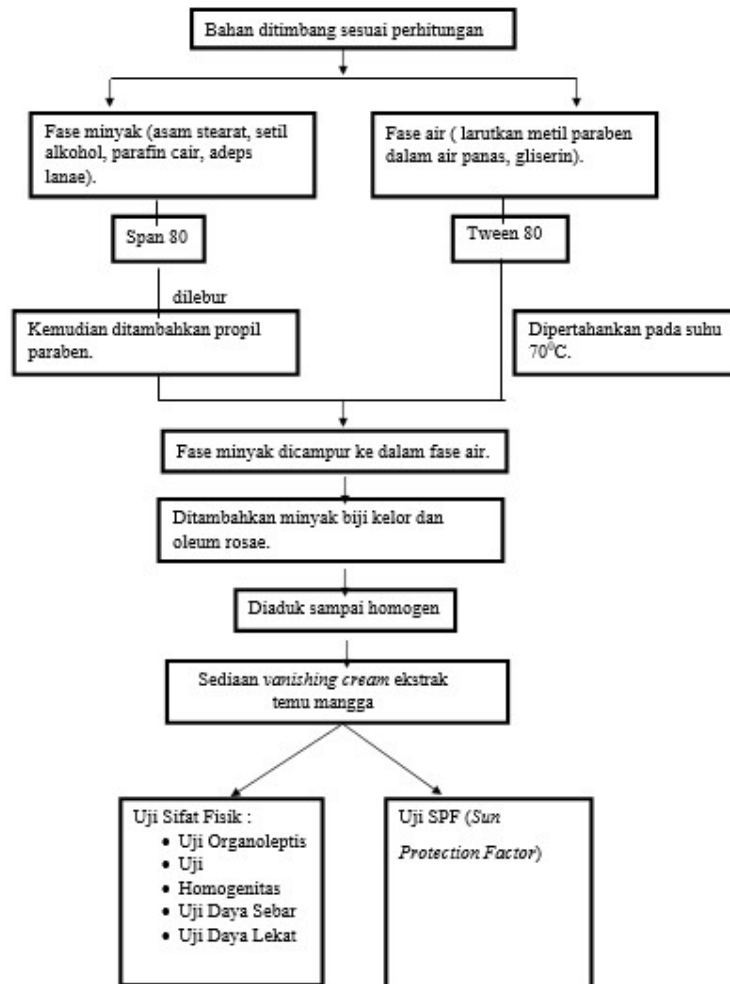 Bahan ditimbang sesuai perhitungan
Fase minyak (asam stearat, setil
alkohol, parafin cair, adeps
lanae).
Fase air ( larutkan metil paraben
dalam air panas, gliserin).
Span 80
Tween 80
dilebur
Kemudian ditambahkan propil
paraben.
Dipertahankan pada suhu
70⁰C.
Fase minyak dicampur ke dalam fase air.
Ditambahkan minyak biji kelor dan
oleum rosae.
Diaduk sampai homogen
Sediaan vanishing cream ekstrak
temu mangga
Uji Sifat Fisik :
• Uji Organoleptis
• Uji
• Homogenitas
• Uji Daya Sebar
• Uji Daya Lekat
Uji SPF (Sun
Protection Factor)